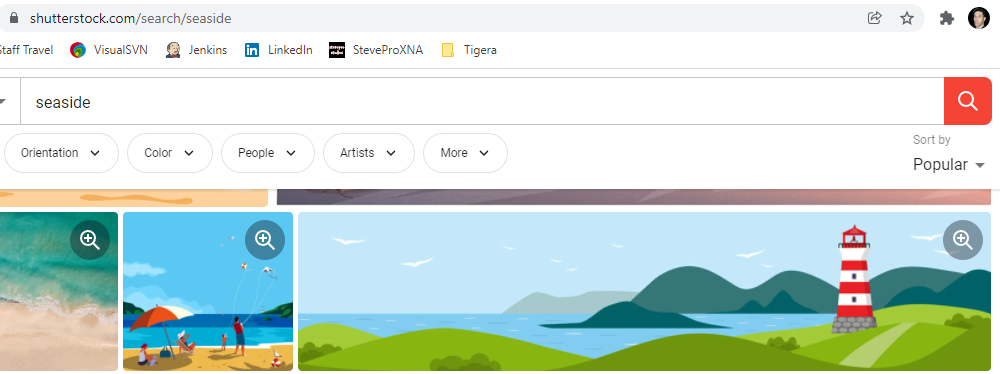 shutterstock.com/search/seaside
Staff Travel VisualSVN Jenkins LinkedIn SteveProXNA Tigera
seaside
Orientation Color People Artists More
Sort by
Popular